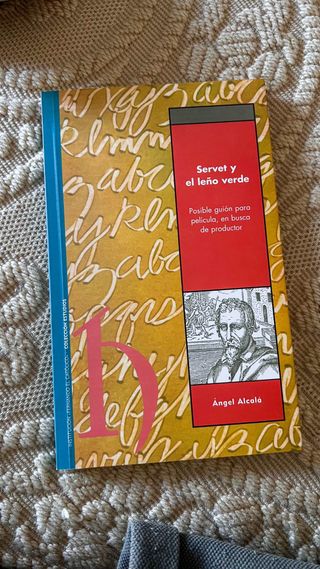 Servet y
el leño verde
Posible guión para
película, en busca
de productor
Ángel Alcalá
h
INSTITUCIÓN «FERNANDO EL CATÓLICO» COLECCIÓN ESTUDIOS